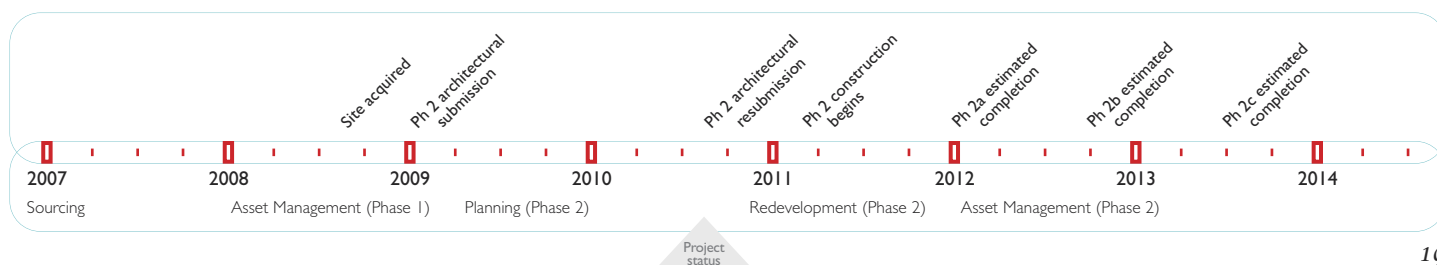 Site acquired
Ph 2 architectural
submission
Ph 2 architectural
resubmission
Ph 2 construction
begins
Ph 2a estimated
completion
Ph 2b estimated
completion
Ph 2c estimated
completion
2007 2008 2009 2010 2011 2012 2013 2014
Sourcing Asset Management (Phase 1) Planning (Phase 2) Redevelopment (Phase 2) Asset Management (Phase 2)
Project
status